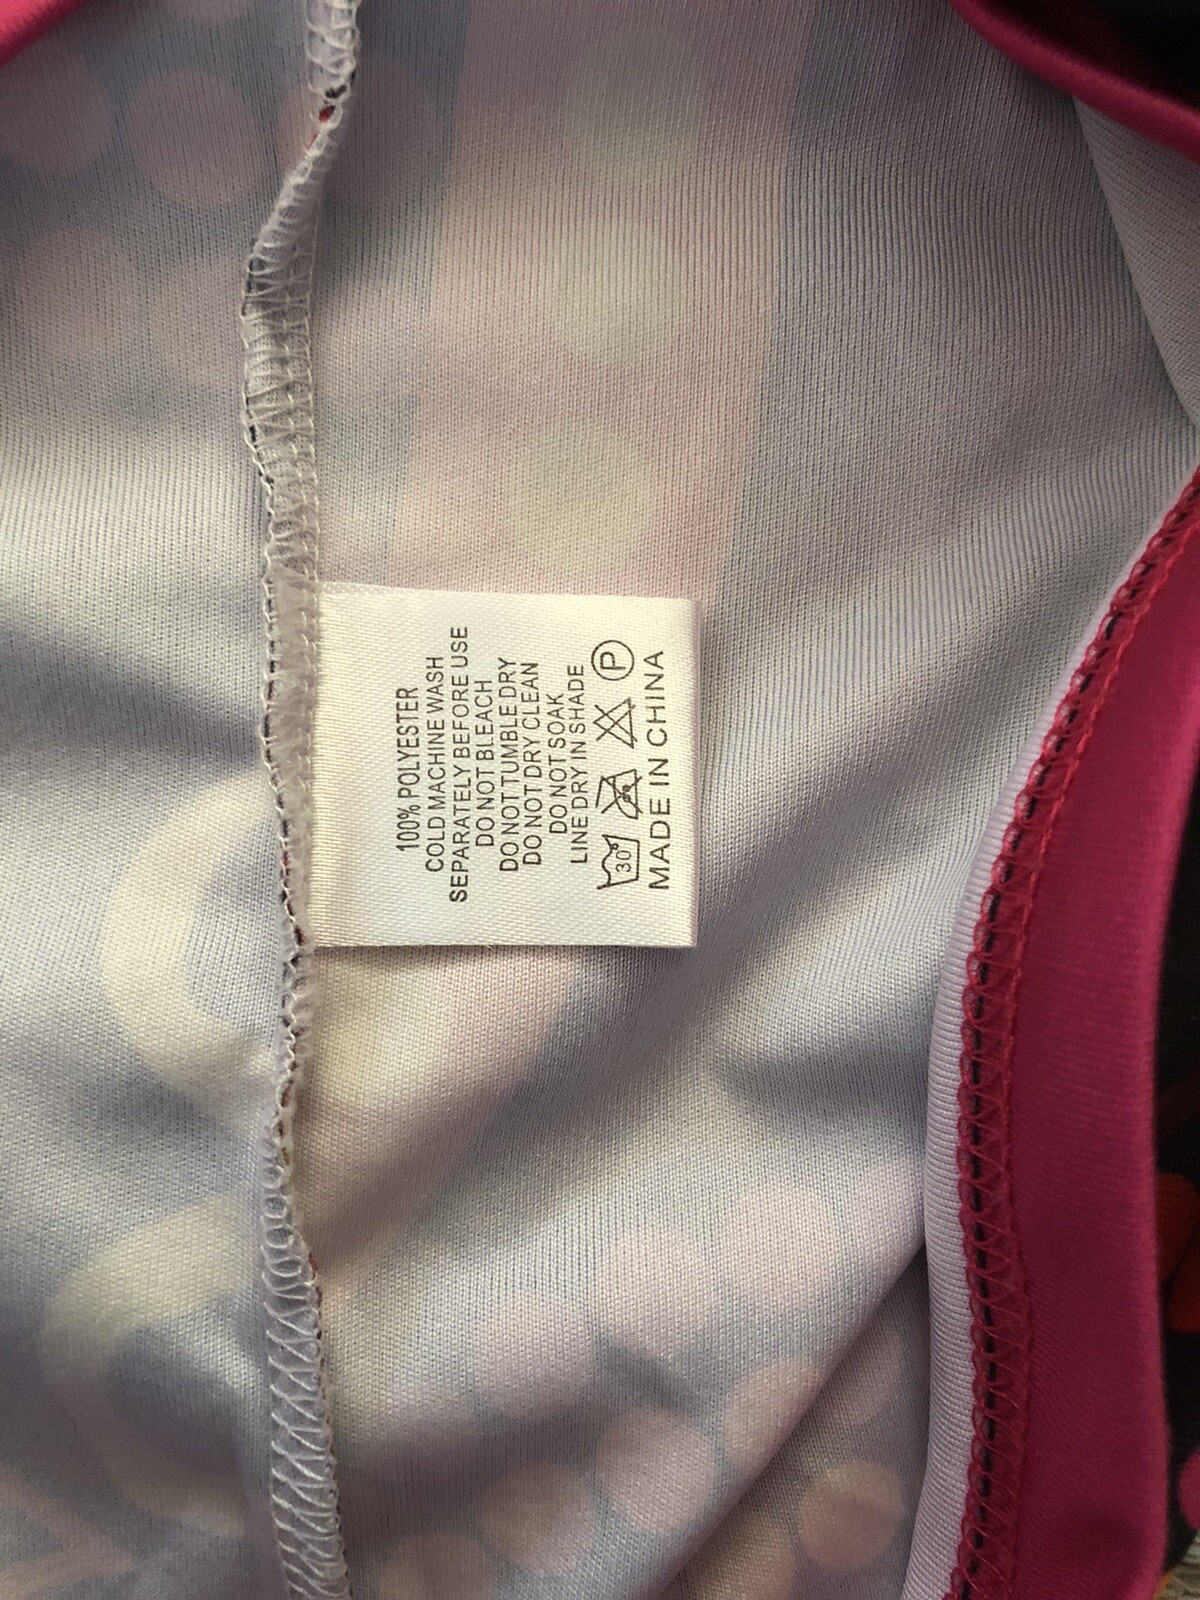 100% POLYESTER
COLD MACHINE WASH
SEPARATELY BEFORE USE
DO NOT BLEACH
DO NOT TUMBLE DRY
DO NOT DRY CLEAN
DO NOT SOAK
LINE DRY IN SHADE
30° P
MADE IN CHINA